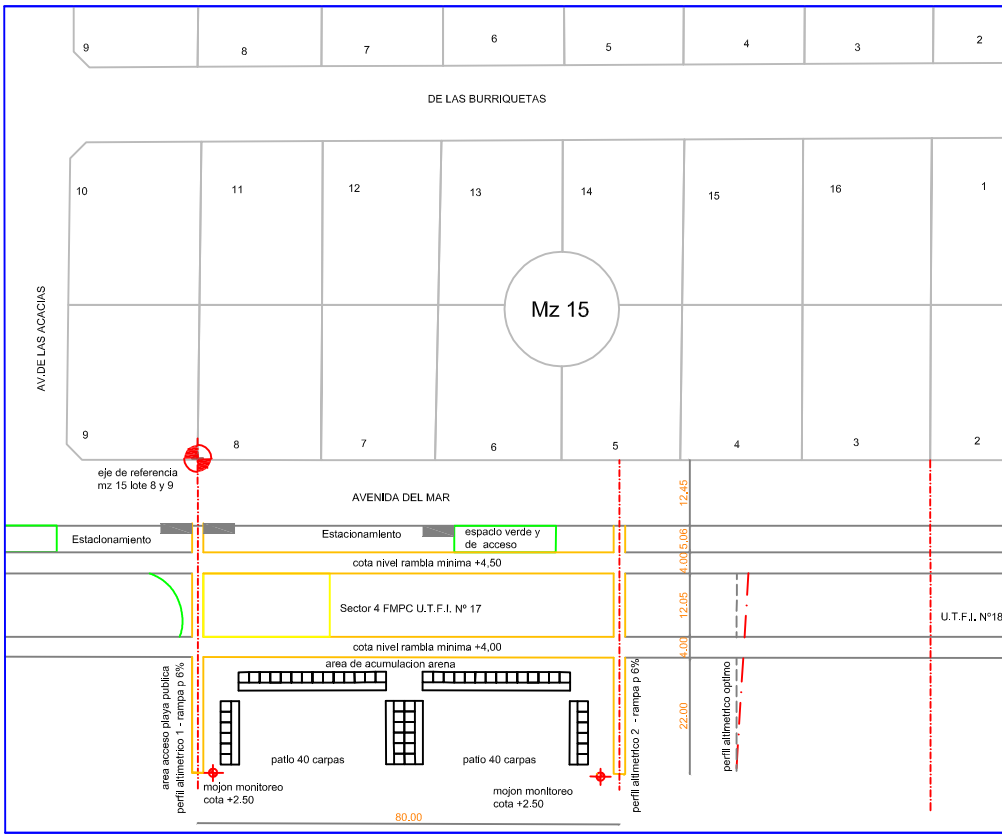 9
8
7
6
5
4
3
2
DE LAS BURRIQUETAS
10
11
12
13
14
15
16
1
Mz 15
AV.DE LAS ACACIAS
9
8
7
6
5
4
3
2
eje de referencia
mz 15 lote 8 y 9
AVENIDA DEL MAR
12.45
Estacionamiento
Estacionamiento
espacio verde y
de acceso
5.06
cota nivel rambla minima +4,50
4.00
Sector 4 FMPC U.T.F.I. Nº 17
12.05
U.T.F.I. Nº18
cota nivel rambla minima +4,00
4.00
area de acumulacion arena
area acceso playa publica
perfil altimetrico 1 - rampa p 6%
patio 40 carpas
patio 40 carpas
perfil altimetrico 2 - rampa p 6%
22.00
perfil altimetrico optimo
mojon monitoreo
cota +2.50
mojon monitoreo
cota +2.50
80.00